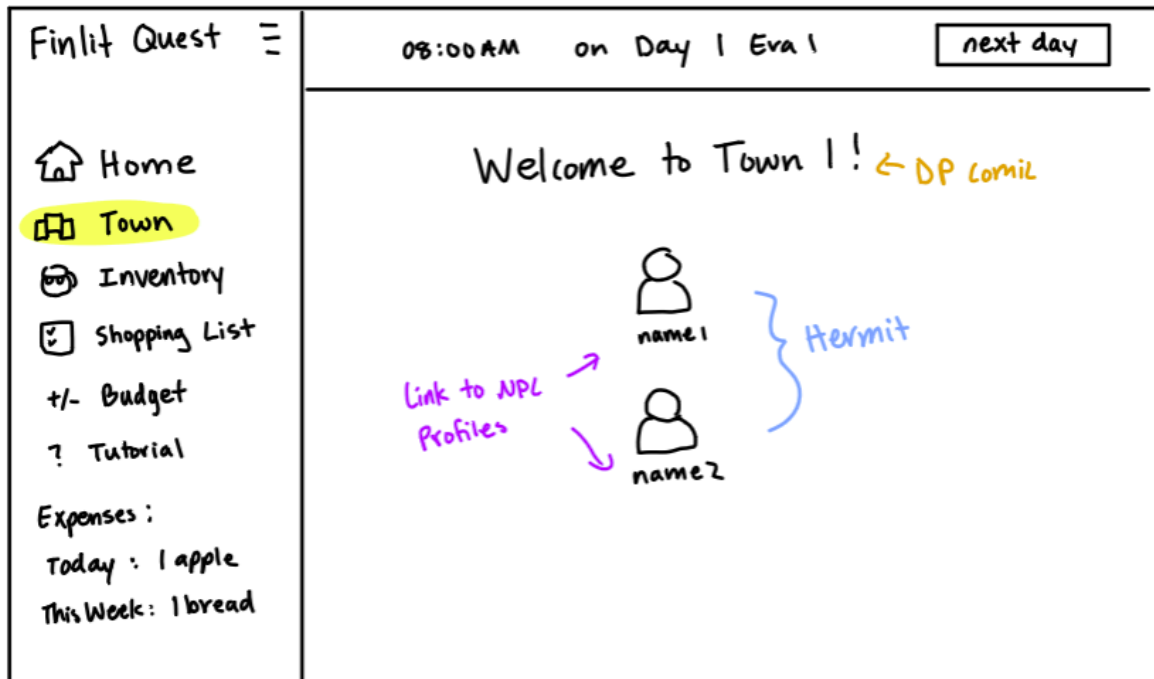 Finlit Quest
08:00AM on Day 1 Era 1
next day
Home
Town
Inventory
Shopping List
+/- Budget
? Tutorial
Expenses:
Today: 1 apple
This Week: 1 bread
Welcome to Town 1!
← DP comic
name1
Hermit
Link to NPC
Profiles
name2